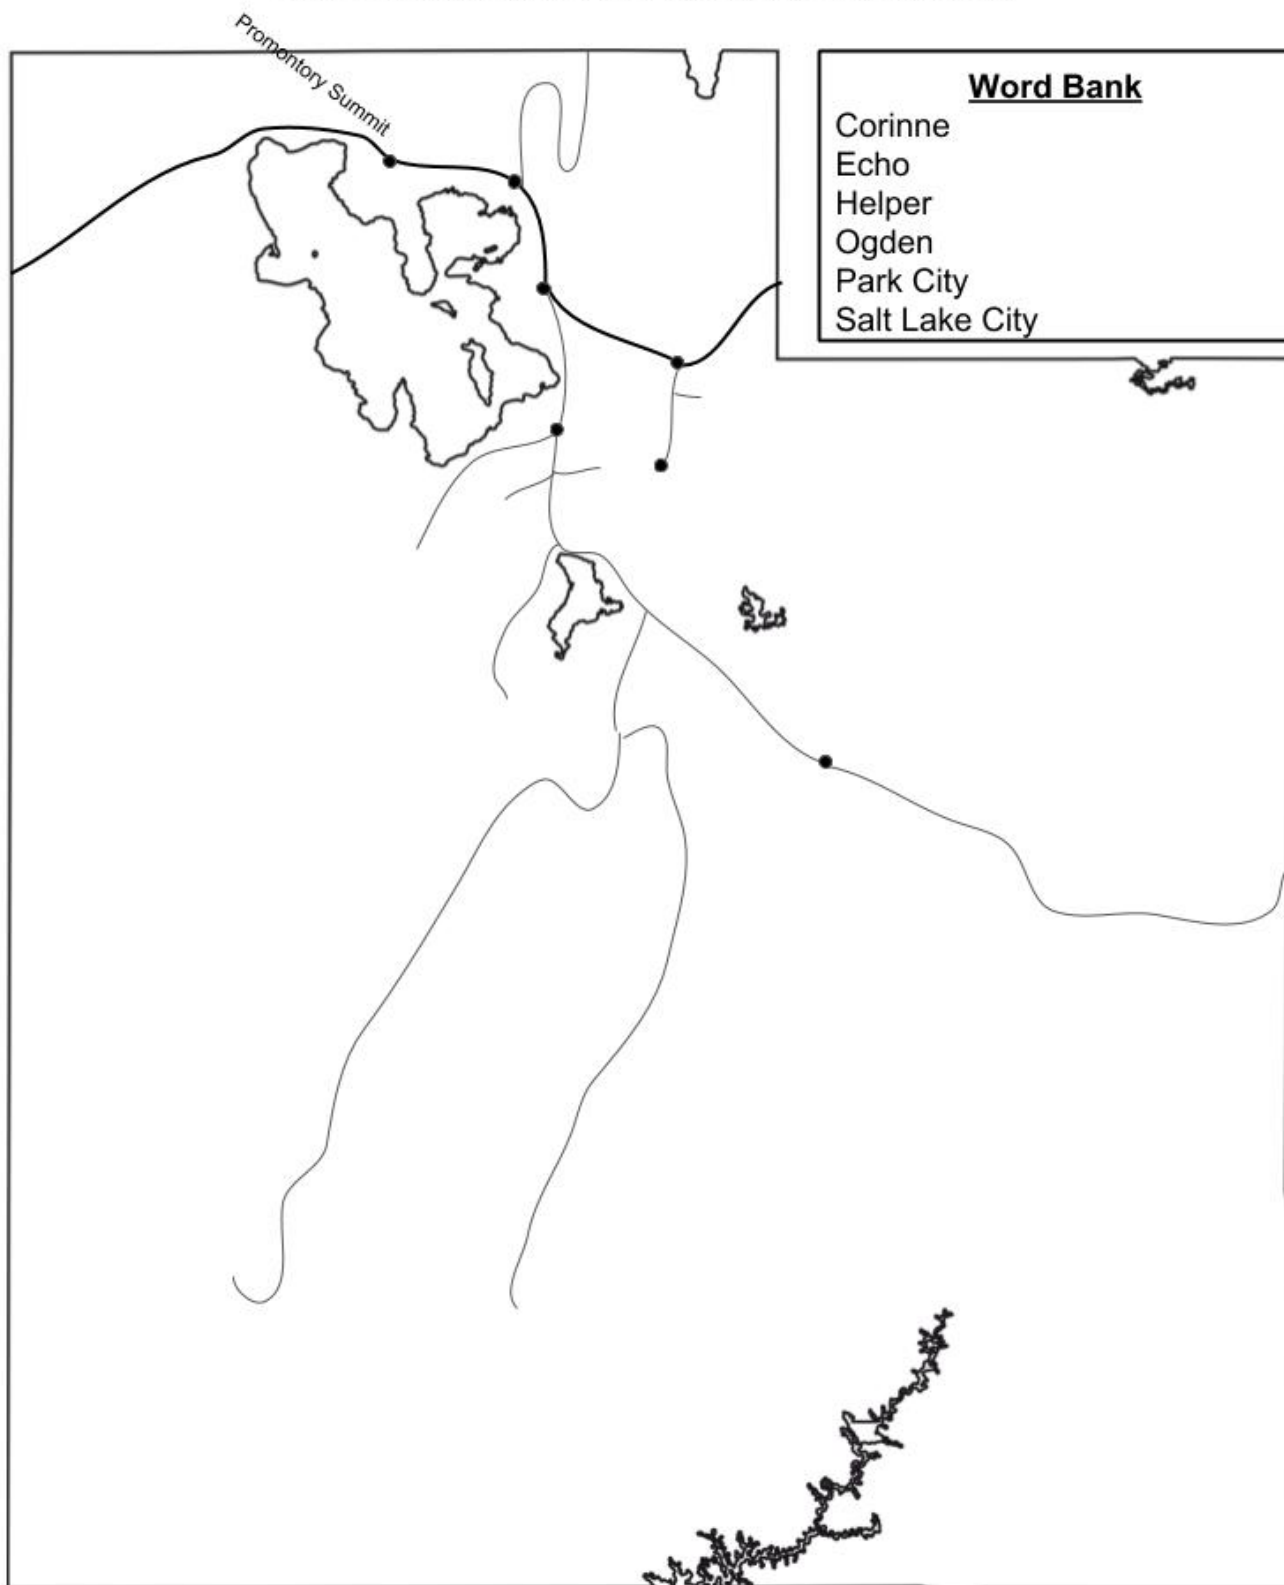 Promontory Summit
Word Bank
Corinne
Echo
Helper
Ogden
Park City
Salt Lake City